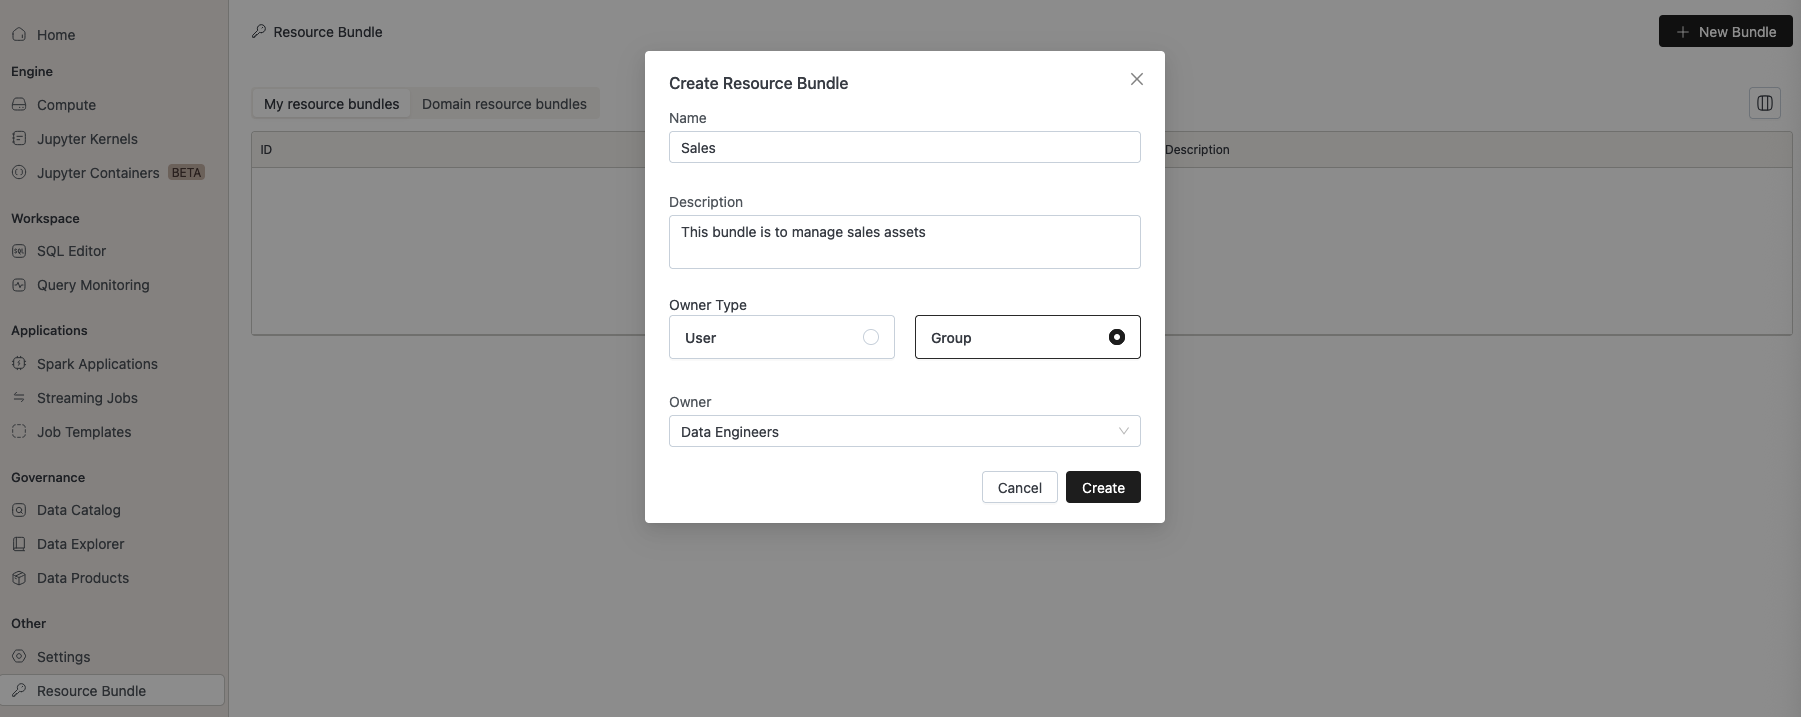 Home
Engine
Compute
Jupyter Kernels
Jupyter Containers BETA
Workspace
SQL Editor
Query Monitoring
Applications
Spark Applications
Streaming Jobs
Job Templates
Governance
Data Catalog
Data Explorer
Data Products
Other
Settings
Resource Bundle
Resource Bundle
New Bundle
My resource bundles Domain resource bundles
ID Description
Create Resource Bundle
Name
Sales
Description
This bundle is to manage sales assets
Owner Type
User Group
Owner
Data Engineers
Cancel Create